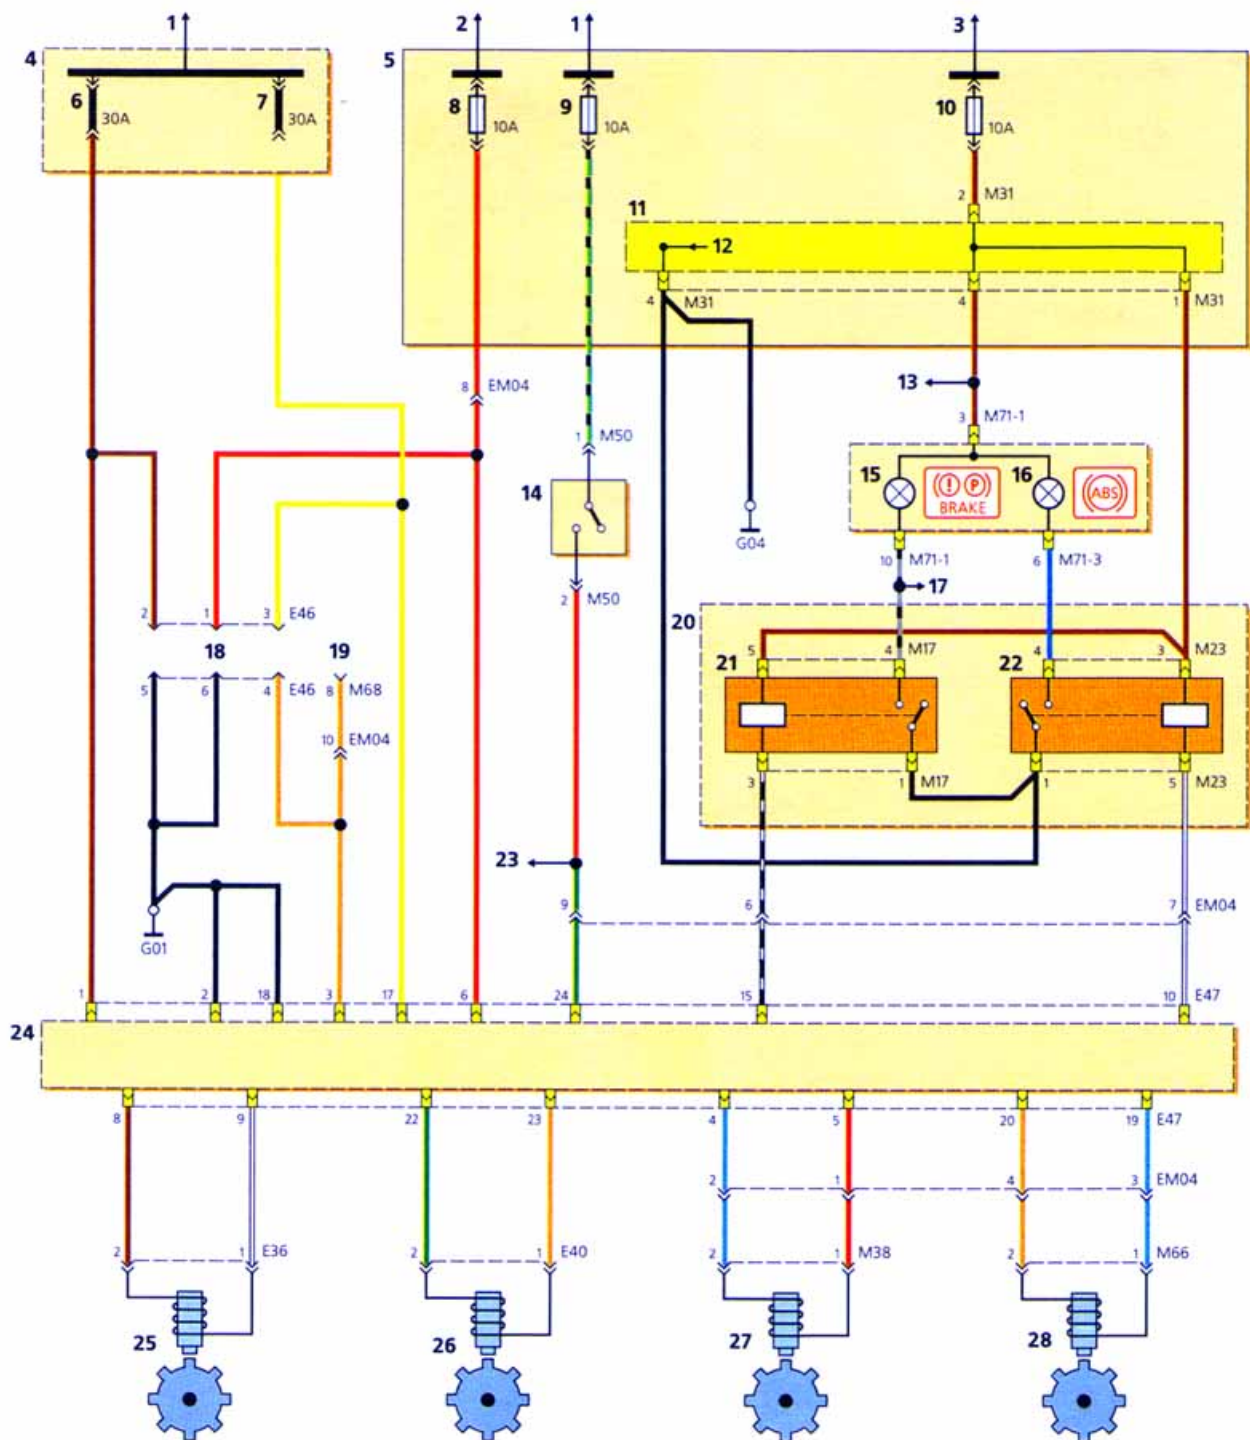 1 2 1 3
4 5
6 7 8 9 10
30A 30A 10A 10A 10A
2 M31
11
12
4 M31 4 1 M31
13
8 EM04
3 M71-1
1 M50
14 15 16
(!) (P) BRAKE
ABS
G04
10 M71-1 6 M71-3
17
2 M50
2 1 3 E46
20
18 19
5 4 M17 4 3 M23
21 22
5 6 4 E46 8 M68
10 EM04
3 1 M17 1 5 M23
23
9 6 7 EM04
G01
1 2 18 3 17 6 24 15 10 E47
24
8 9 22 23 4 5 20 19 E47
2 1 4 3 EM04
2 1 E36 2 1 E40 2 1 M38 2 1 M66
25 26 27 28